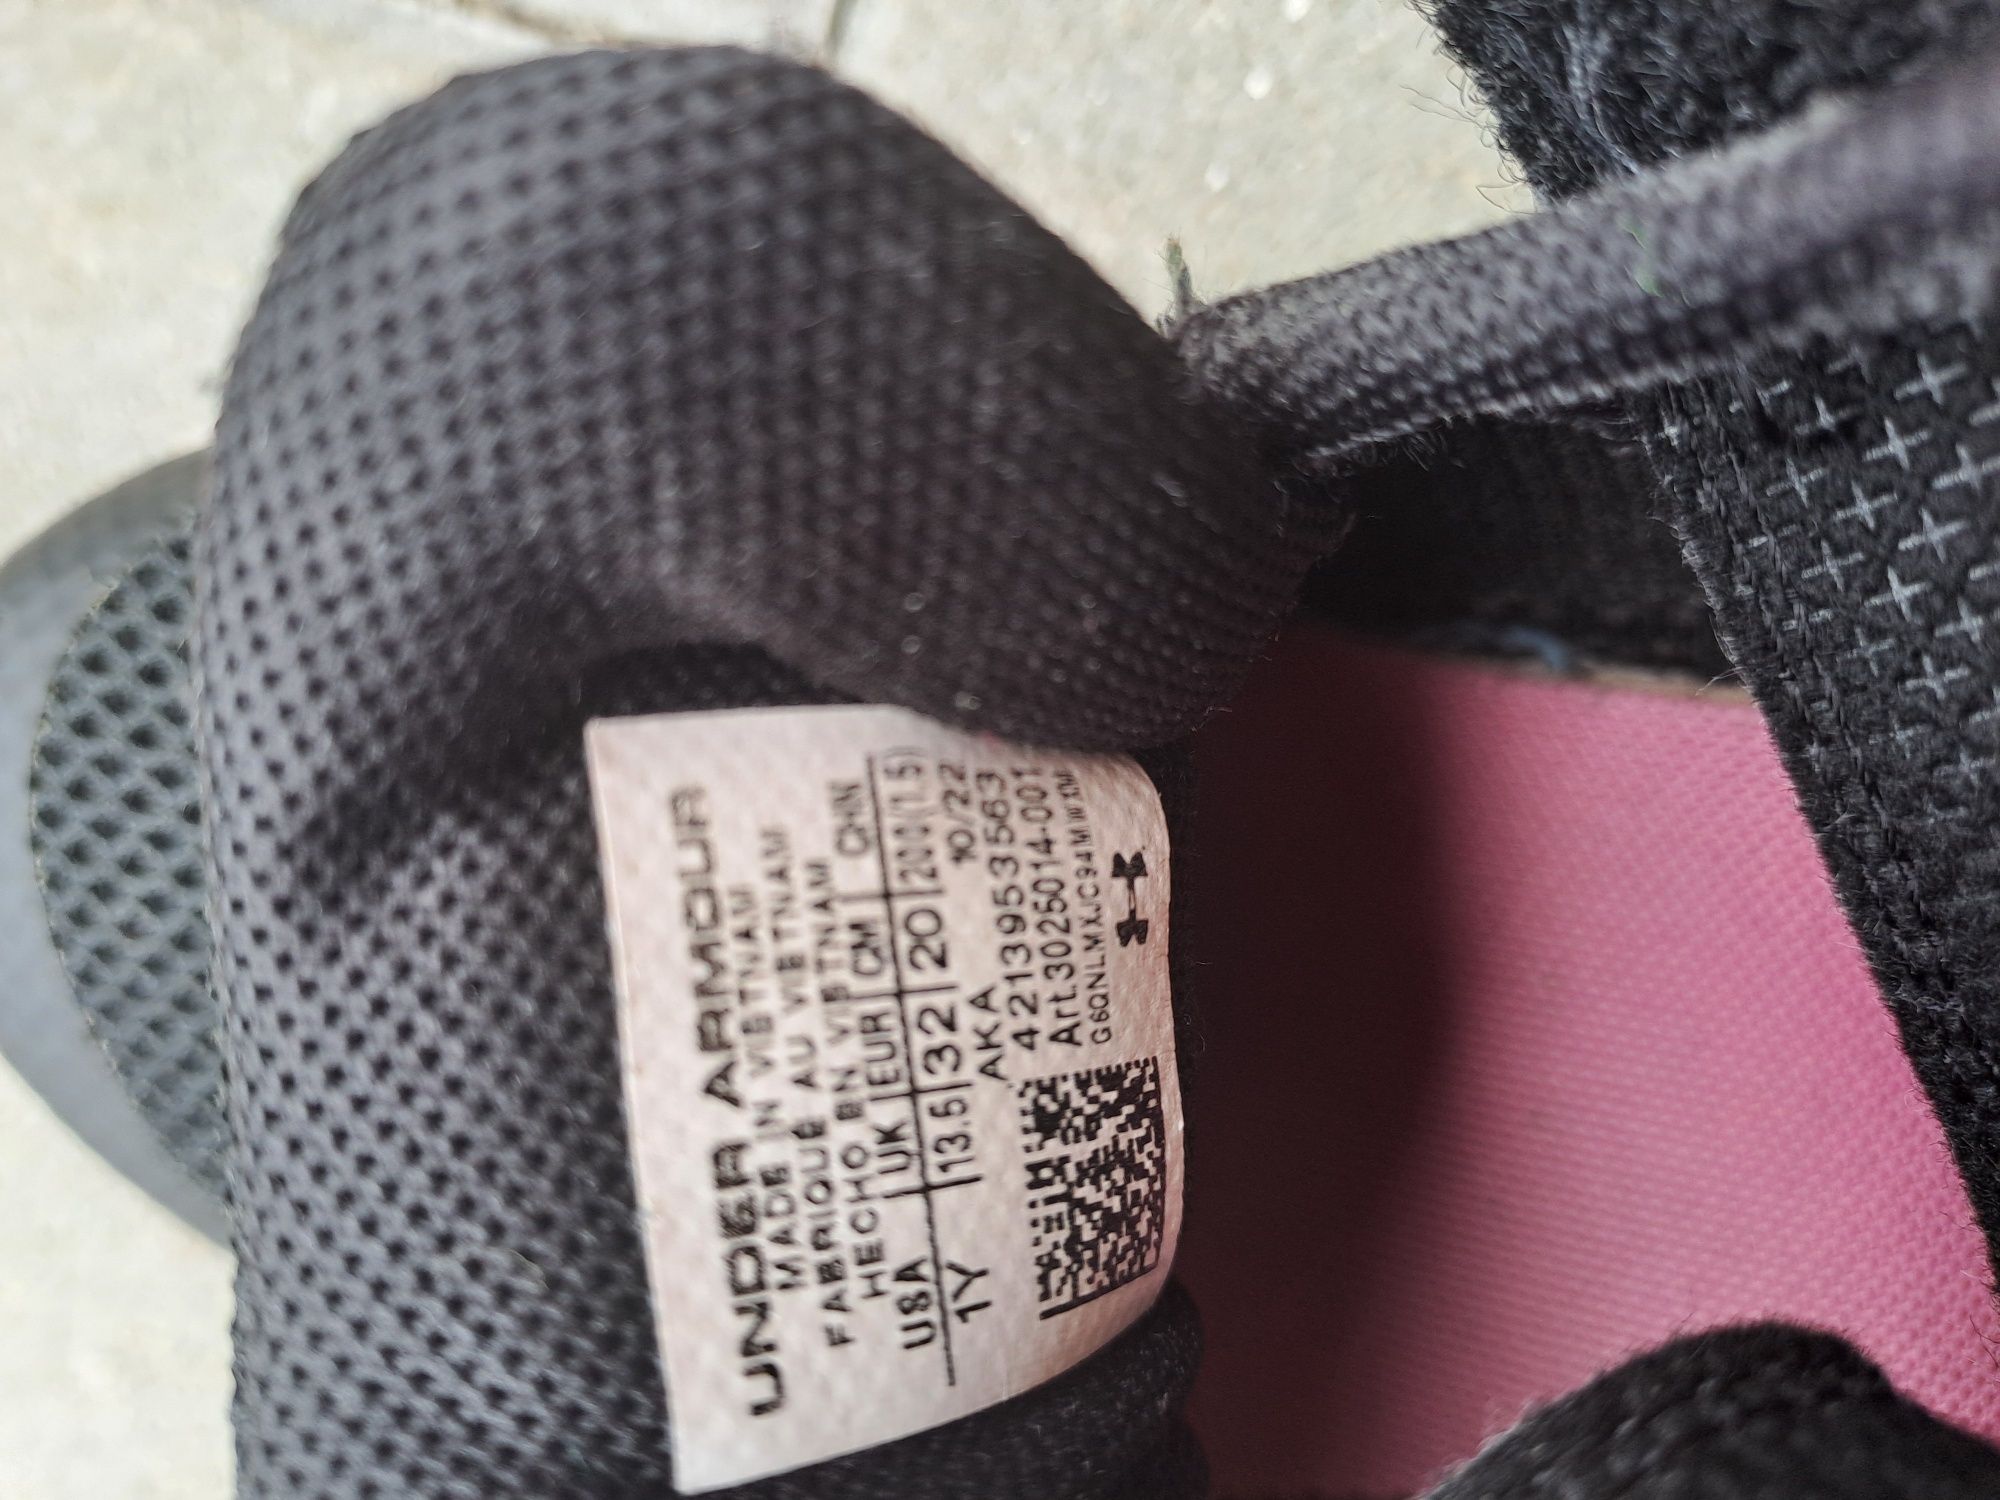 UNDER ARMOUR
MADE IN VIETNAM
FABRIQUÉ AU VIETNAM
HECHO EN VIETNAM
USA UK EUR CM CHN
1Y 13.5 32 20 200(1.5)
AKA 10/22
4213953563
Art.3025014-001
G6QNLMXJC94MWXM